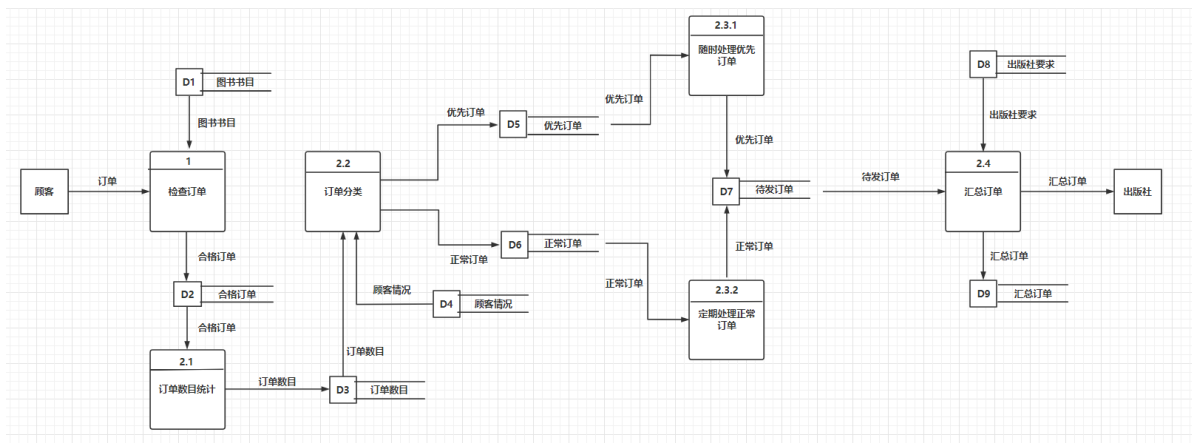 2.3.1
随时处理优先
订单
D1
图书书目
图书书目
D8
出版社要求
出版社要求
优先订单
优先订单
D5
优先订单
优先订单
顾客
订单
1
检查订单
2.2
订单分类
D7
待发订单
待发订单
2.4
汇总订单
汇总订单
出版社
合格订单
正常订单
D6
正常订单
正常订单
正常订单
汇总订单
D2
合格订单
顾客情况
D4
顾客情况
2.3.2
定期处理正常
订单
D9
汇总订单
合格订单
2.1
订单数目统计
订单数目
订单数目
D3
订单数目